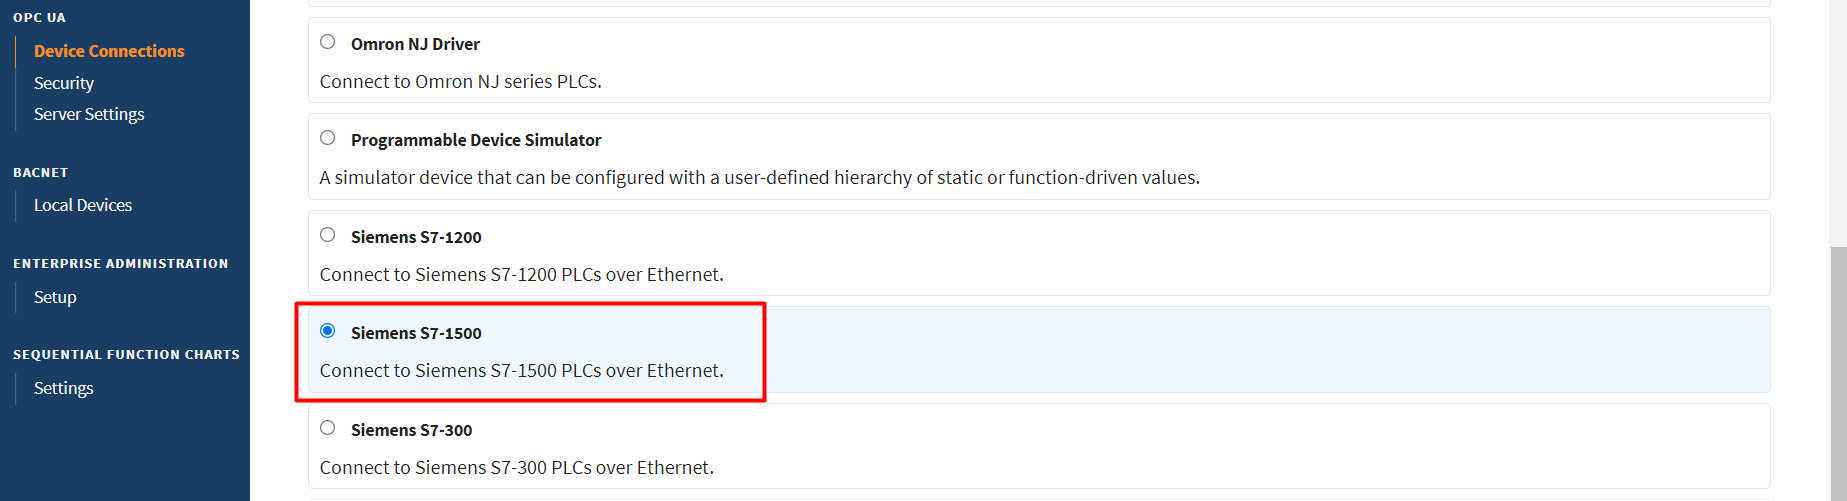 OPC UA
Device Connections
Security
Server Settings
BACNET
Local Devices
ENTERPRISE ADMINISTRATION
Setup
SEQUENTIAL FUNCTION CHARTS
Settings
Omron NJ Driver
Connect to Omron NJ series PLCs.
Programmable Device Simulator
A simulator device that can be configured with a user-defined hierarchy of static or function-driven values.
Siemens S7-1200
Connect to Siemens S7-1200 PLCs over Ethernet.
Siemens S7-1500
Connect to Siemens S7-1500 PLCs over Ethernet.
Siemens S7-300
Connect to Siemens S7-300 PLCs over Ethernet.